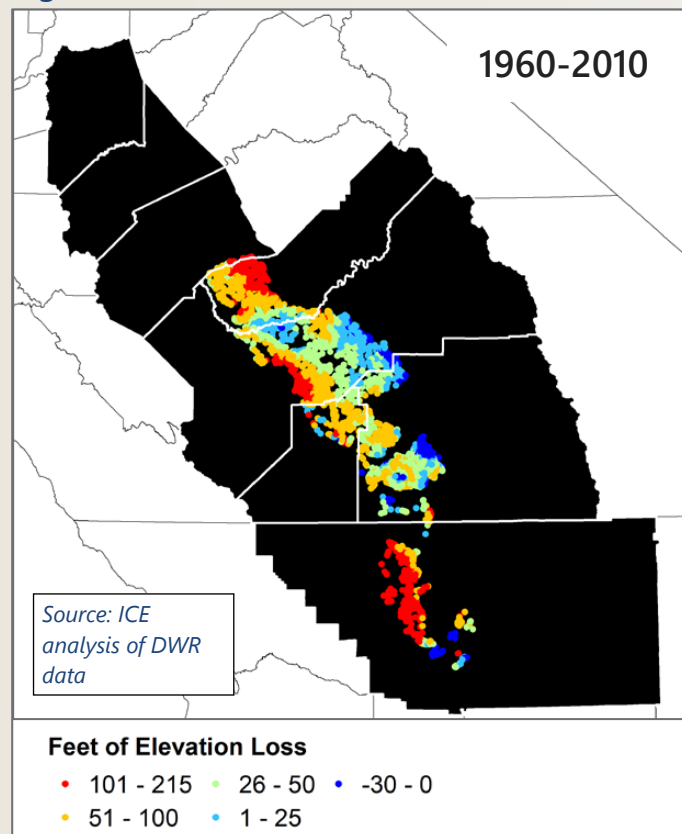 1960-2010
Source: ICE
analysis of DWR
data
Feet of Elevation Loss
101 - 215 26 - 50 -30 - 0
51 - 100 1 - 25